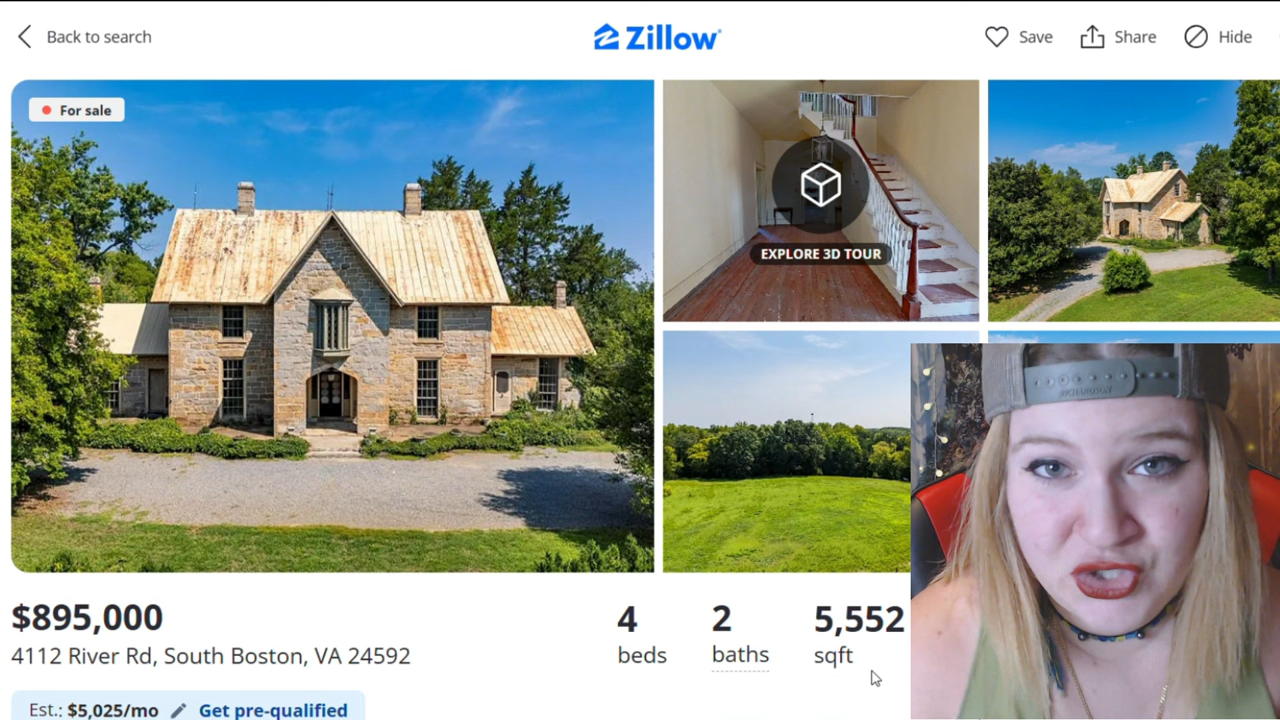 Back to search
Zillow
Save
Share
Hide
For sale
EXPLORE 3D TOUR
$895,000
4
2
5,552
4112 River Rd, South Boston, VA 24592
beds
baths
sqft
Est.: $5,025/mo
Get pre-qualified
RICHARDSON